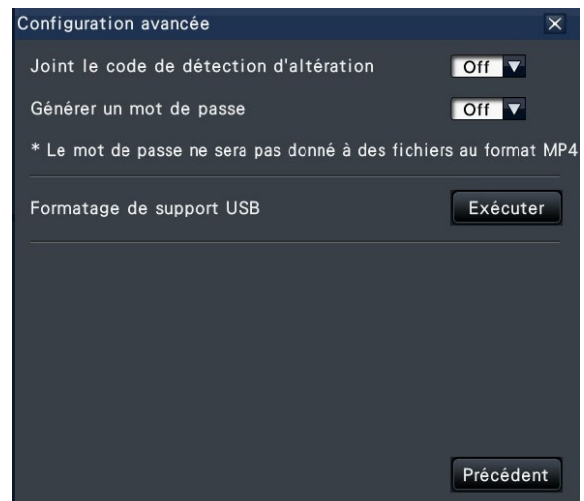 Configuration avancée
Joint le code de détection d'altération Off
Générer un mot de passe Off
* Le mot de passe ne sera pas donné à des fichiers au format MP4
Formatage de support USB Exécuter
Précédent